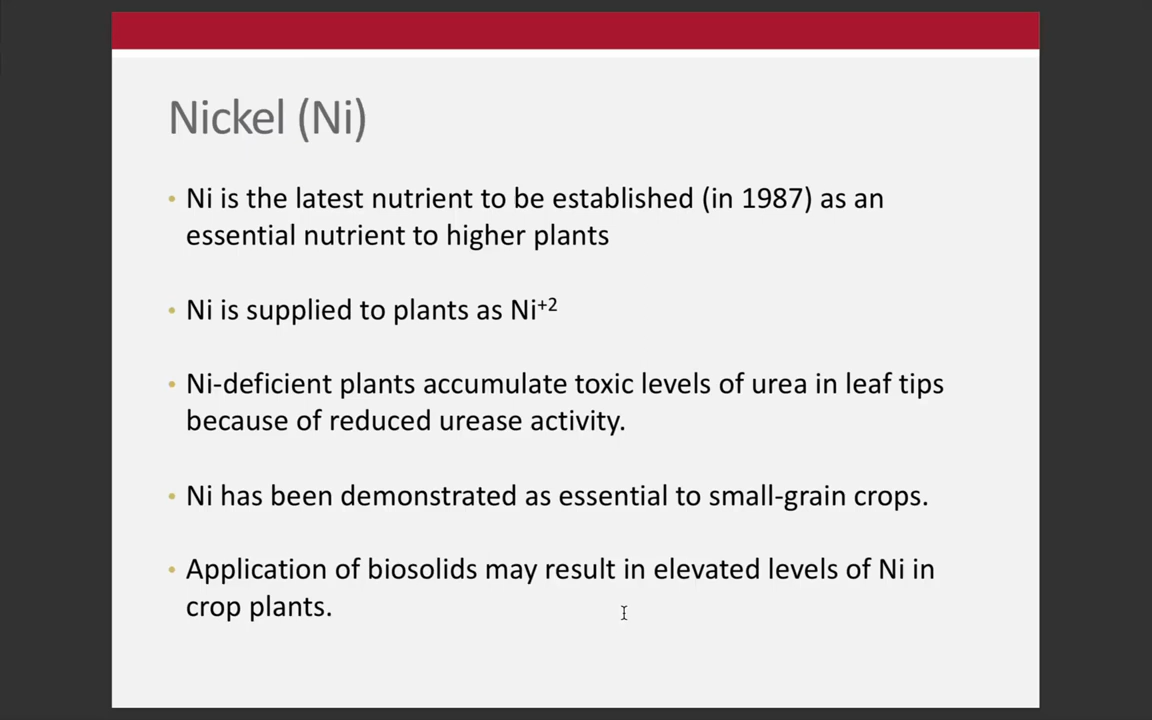 Nickel (Ni)
• Ni is the latest nutrient to be established (in 1987) as an
essential nutrient to higher plants
• Ni is supplied to plants as Ni⁺²
• Ni-deficient plants accumulate toxic levels of urea in leaf tips
because of reduced urease activity.
• Ni has been demonstrated as essential to small-grain crops.
• Application of biosolids may result in elevated levels of Ni in
crop plants.